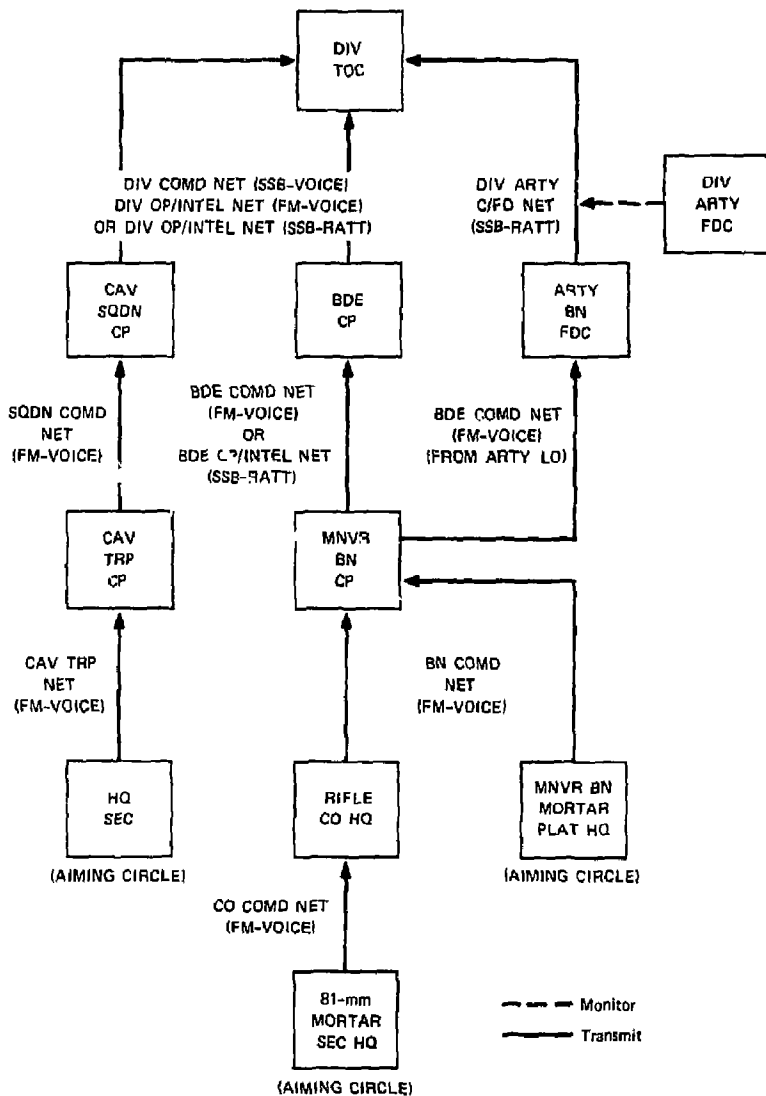 DIV
TOC
DIV COMD NET (SSB-VOICE)
DIV OP/INTEL NET (FM-VOICE)
OR DIV OP/INTEL NET (SSB-RATT)
DIV ARTY
C/FD NET
(SSB-RATT)
DIV
ARTY
FDC
CAV
SQDN
CP
BDE
CP
ARTY
BN
FDC
SQDN COMD
NET
(FM-VOICE)
BDE COMD NET
(FM-VOICE)
OR
BDE CP/INTEL NET
(SSB-RATT)
BDE COMD NET
(FM-VOICE)
(FROM ARTY LO)
CAV
TRP
CP
MNVR
BN
CP
CAV TRP
NET
(FM-VOICE)
BN COMD
NET
(FM-VOICE)
HQ
SEC
RIFLE
CO HQ
MNVR BN
MORTAR
PLAT HQ
(AIMING CIRCLE)
(AIMING CIRCLE)
CO COMD NET
(FM-VOICE)
81-mm
MORTAR
SEC HQ
(AIMING CIRCLE)
Monitor
Transmit